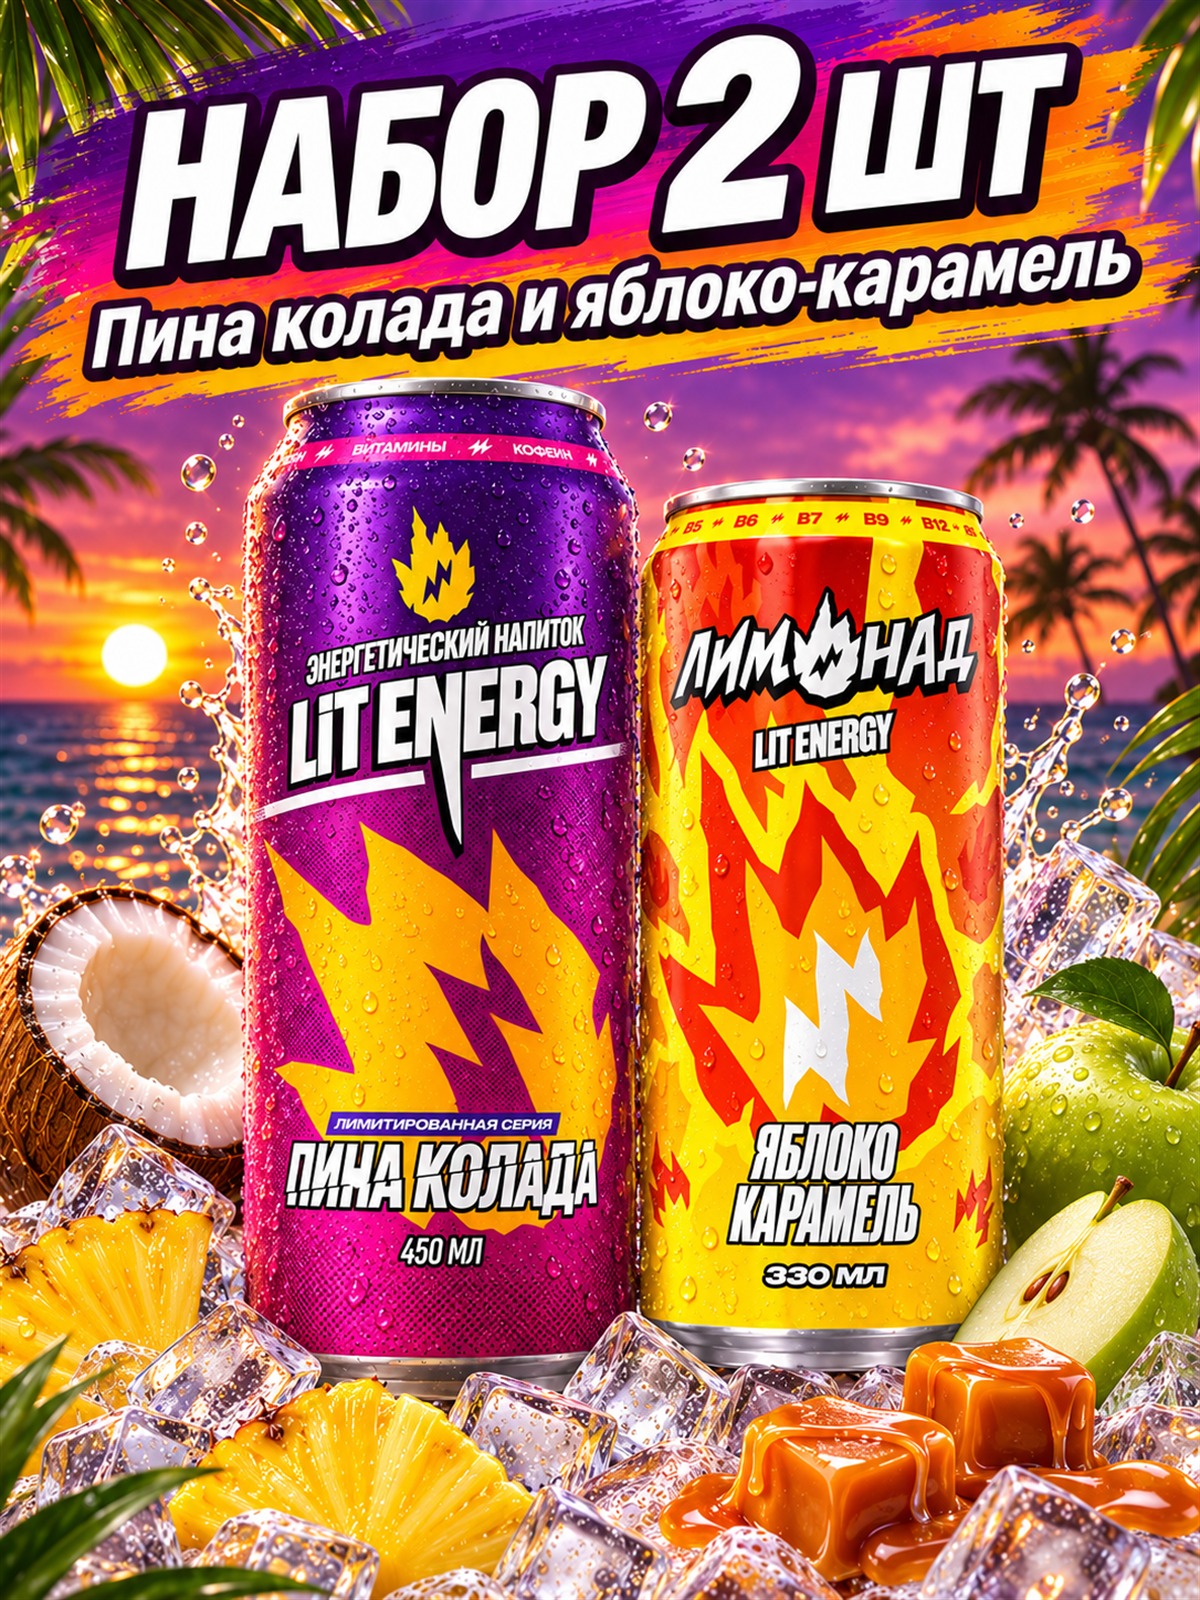 НАБОР 2 ШТ
Пина колада и яблоко-карамель
ВИТАМИНЫ КОФЕИН
ЭНЕРГЕТИЧЕСКИЙ НАПИТОК
LIT ENERGY
ЛИМИТИРОВАННАЯ СЕРИЯ
ПИНА КОЛАДА
450 МЛ
B5 B6 B7 B9 B12
ЛИМОНАД
LIT ENERGY
ЯБЛОКО
КАРАМЕЛЬ
330 МЛ